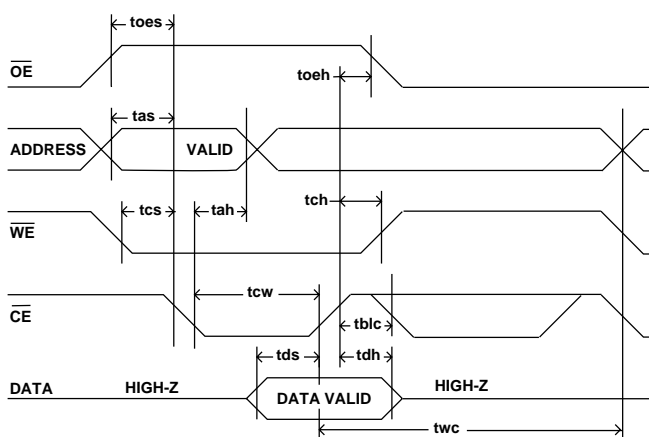 toes
OE
toeh
tas
ADDRESS VALID
tcs tah tch
WE
tcw
CE
tblc
tds tdh
DATA HIGH-Z DATA VALID HIGH-Z
twc